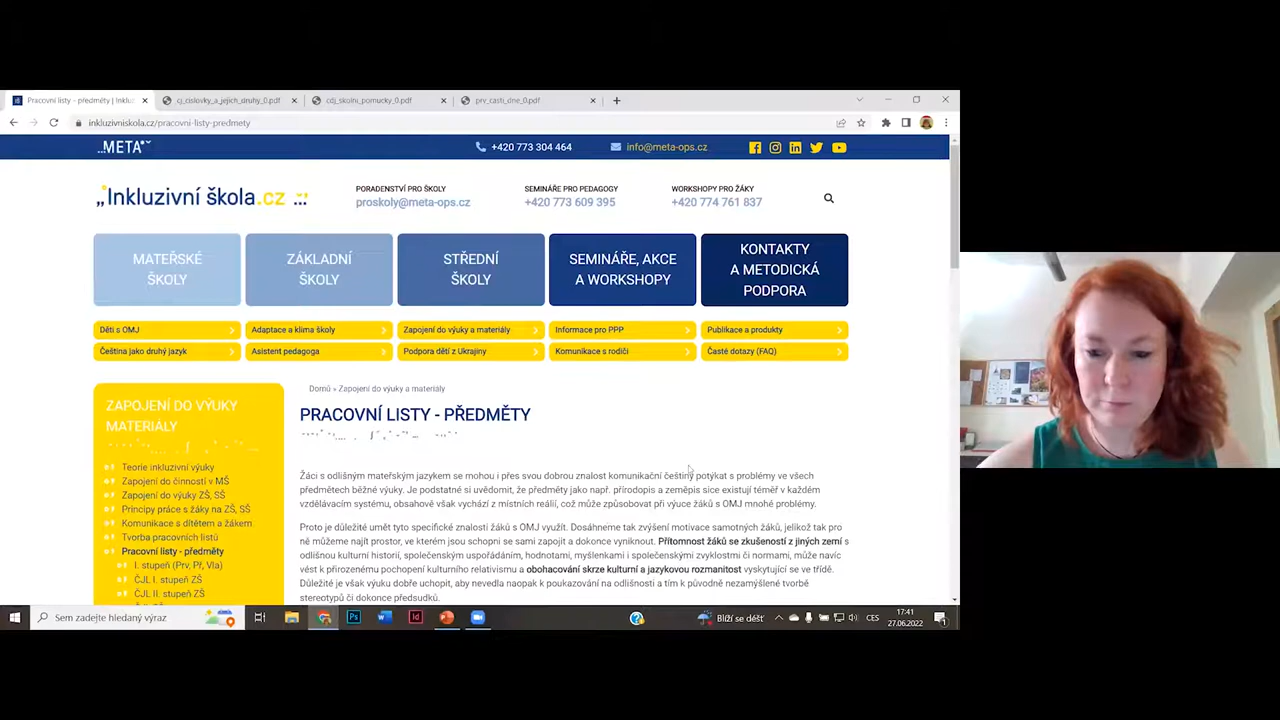 Pracovní listy - předměty | Inkluz
cj_cislovky_a_jejich_druhy_0.pdf
cdj_skolni_pomucky_0.pdf
prv_casti_dne_0.pdf
inkluzivniskola.cz/pracovni-listy-predmety
META
+420 773 304 464
info@meta-ops.cz
„Inkluzivní škola.cz
PORADENSTVÍ PRO ŠKOLY
proskoly@meta-ops.cz
SEMINÁŘE PRO PEDAGOGY
+420 773 609 395
WORKSHOPY PRO ŽÁKY
+420 774 761 837
MATEŘSKÉ
ŠKOLY
ZÁKLADNÍ
ŠKOLY
STŘEDNÍ
ŠKOLY
SEMINÁŘE, AKCE
A WORKSHOPY
KONTAKTY
A METODICKÁ
PODPORA
Děti s OMJ
Adaptace a klima školy
Zapojení do výuky a materiály
Informace pro PPP
Publikace a produkty
Čeština jako druhý jazyk
Asistent pedagoga
Podpora dětí z Ukrajiny
Komunikace s rodiči
Časté dotazy (FAQ)
ZAPOJENÍ DO VÝUKY
MATERIÁLY
Teorie inkluzivní výuky
Zapojení do činností v MŠ
Zapojení do výuky ZŠ, SŠ
Principy práce s žáky na ZŠ, SŠ
Komunikace s dítětem a žákem
Tvorba pracovních listů
Pracovní listy - předměty
I. stupeň (Prv, Př, Vla)
ČJL I. stupeň ZŠ
ČJL II. stupeň ZŠ
Domů » Zapojení do výuky a materiály
PRACOVNÍ LISTY - PŘEDMĚTY
Žáci s odlišným mateřským jazykem se mohou i přes svou dobrou znalost komunikační češtiny potýkat s problémy ve všech
předmětech běžné výuky. Je podstatné si uvědomit, že předměty jako např. přírodopis a zeměpis sice existují téměř v každém
vzdělávacím systému, obsahově však vychází z místních reálií, což může způsobovat při výuce žáků s OMJ mnohé problémy.
Proto je důležité umět tyto specifické znalosti žáků s OMJ využít. Dosáhneme tak zvýšení motivace samotných žáků, jelikož tak pro
ně můžeme najít prostor, ve kterém jsou schopni se sami zapojit a dokonce vyniknout. Přítomnost žáků se zkušeností z jiných zemí s
odlišnou kulturní historií, společenským uspořádáním, hodnotami, myšlenkami i společenskými zvyklostmi či normami, může navíc
vést k přirozenému pochopení kulturního relativismu a obohacování skrze kulturní a jazykovou rozmanitost vyskytující se ve třídě.
Důležité je však výuku dobře uchopit, aby nevedla naopak k poukazování na odlišnosti a tím k původně nezamýšlené tvorbě
stereotypů či dokonce předsudků.
Sem zadejte hledaný výraz
Blíží se déšť
CES
17:41
27.06.2022